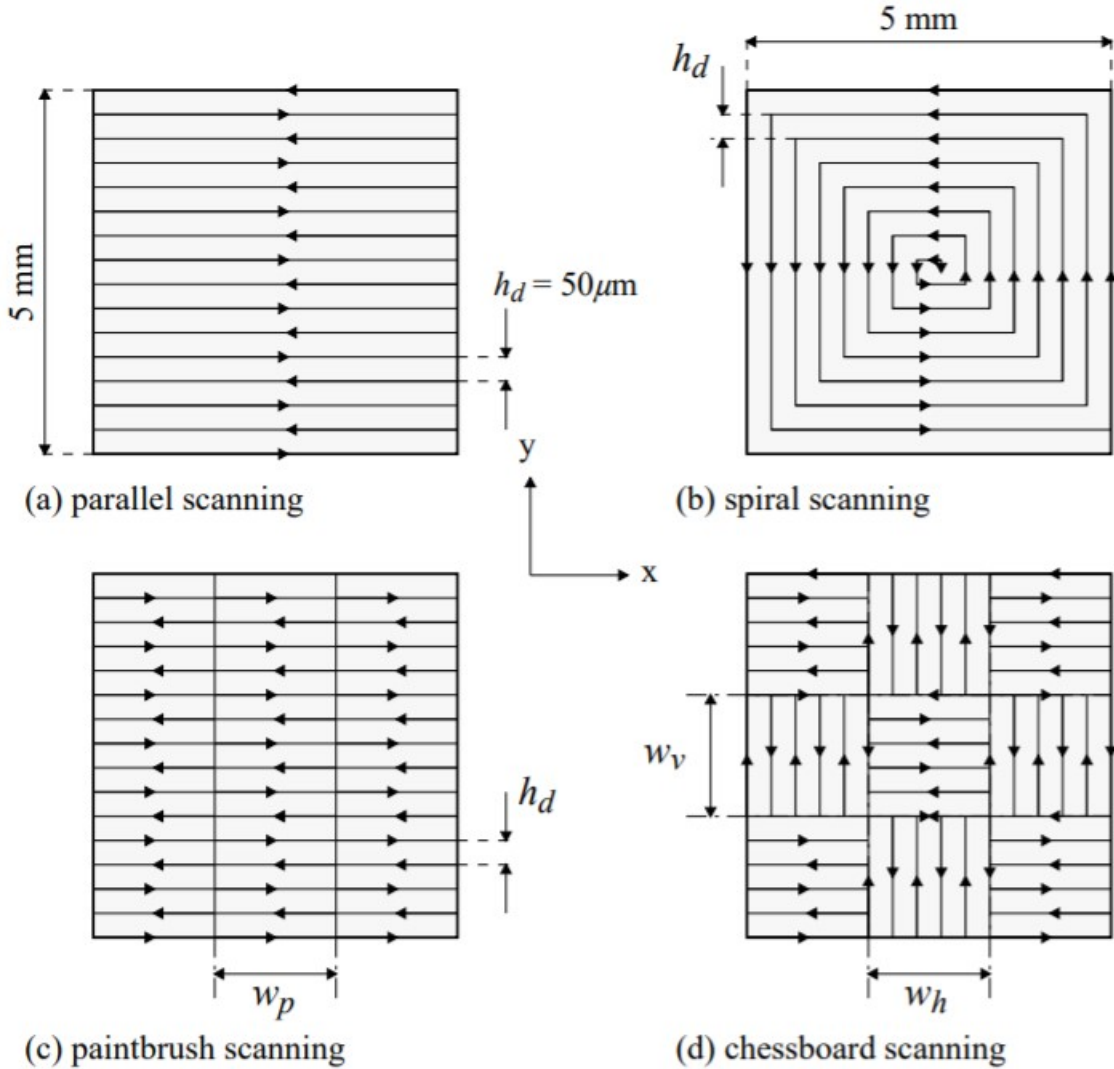 5 mm
h_d
5 mm
h_d = 50μm
y
(a) parallel scanning
(b) spiral scanning
x
w_v
h_d
w_p
w_h
(c) paintbrush scanning
(d) chessboard scanning